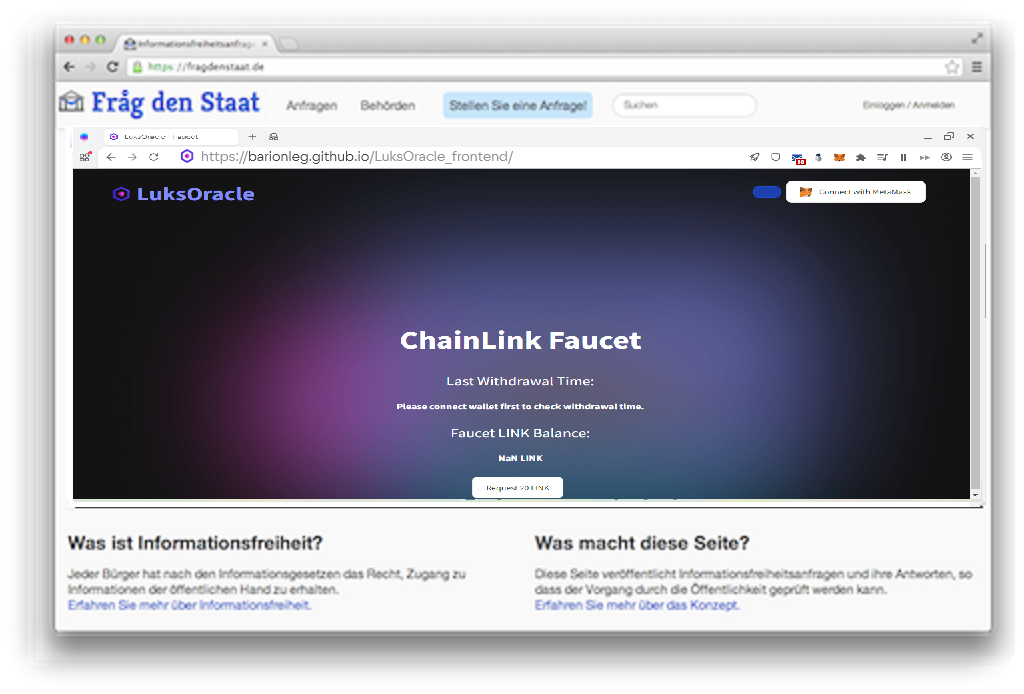 Informationsfreiheitsanfrag
https://fragdenstaat.de
Fråg den Staat
Anfragen
Behörden
Stellen Sie eine Anfrage!
Suchen
Einloggen / Anmelden
LuksOracle Faucet
https://barionleg.github.io/LuksOracle_frontend/
LuksOracle
Connect with MetaMask
ChainLink Faucet
Last Withdrawal Time:
Please connect wallet first to check withdrawal time.
Faucet LINK Balance:
NaN LINK
Request 20 LINK
Was ist Informationsfreiheit?
Jeder Bürger hat nach den Informationsgesetzen das Recht, Zugang zu
Informationen der öffentlichen Hand zu erhalten.
Erfahren Sie mehr über Informationsfreiheit.
Was macht diese Seite?
Diese Seite veröffentlicht Informationsfreiheitsanfragen und ihre Antworten, so
dass der Vorgang durch die Öffentlichkeit geprüft werden kann.
Erfahren Sie mehr über das Konzept.